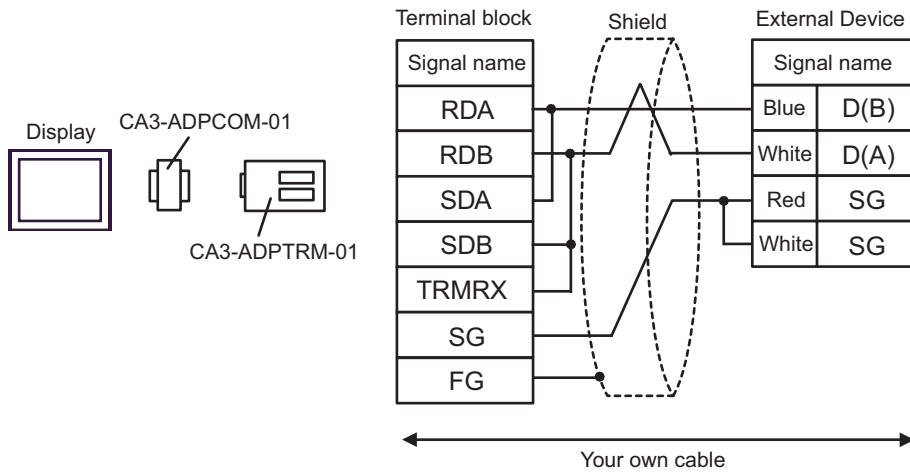 Display
CA3-ADPCOM-01
CA3-ADPTRM-01
Terminal block
Shield
External Device
Signal name
RDA
RDB
SDA
SDB
TRMRX
SG
FG
Signal name
Blue D(B)
White D(A)
Red SG
White SG
Your own cable